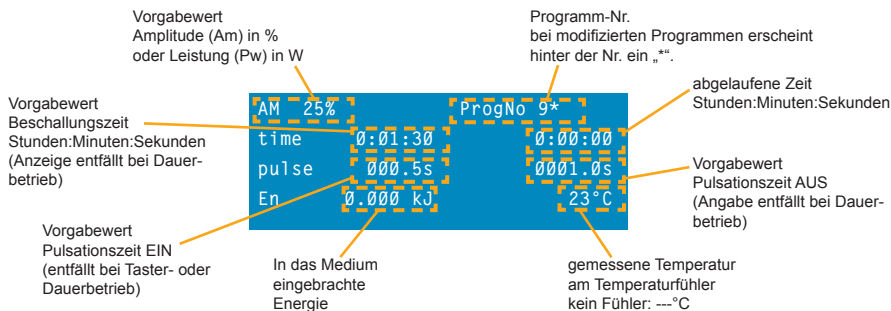 Vorgabewert
Amplitude (Am) in %
oder Leistung (Pw) in W
Programm-Nr.
bei modifizierten Programmen erscheint
hinter der Nr. ein „*“.
abgelaufene Zeit
Stunden:Minuten:Sekunden
Vorgabewert
Beschallungszeit
Stunden:Minuten:Sekunden
(Anzeige entfällt bei Dauer-
betrieb)
AM 25% ProgNo 9*
time 0:01:30 0:00:00
pulse 000.5s 0001.0s
En 0.000 kJ 23°C
Vorgabewert
Pulsationszeit AUS
(Angabe entfällt bei Dauer-
betrieb)
Vorgabewert
Pulsationszeit EIN
(entfällt bei Taster- oder
Dauerbetrieb)
In das Medium
eingebrachte
Energie
gemessene Temperatur
am Temperaturfühler
kein Fühler: ---°C